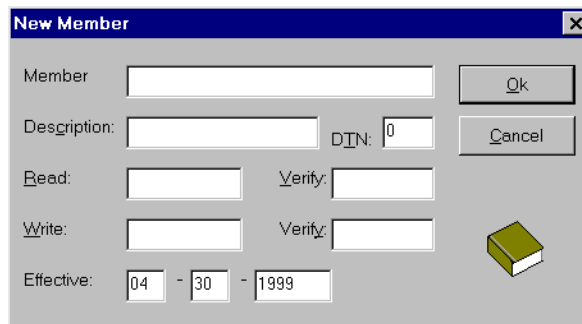 New Member
Member
Ok
Description:
DTN: 0
Cancel
Read:
Verify:
Write:
Verify:
Effective: 04 - 30 - 1999